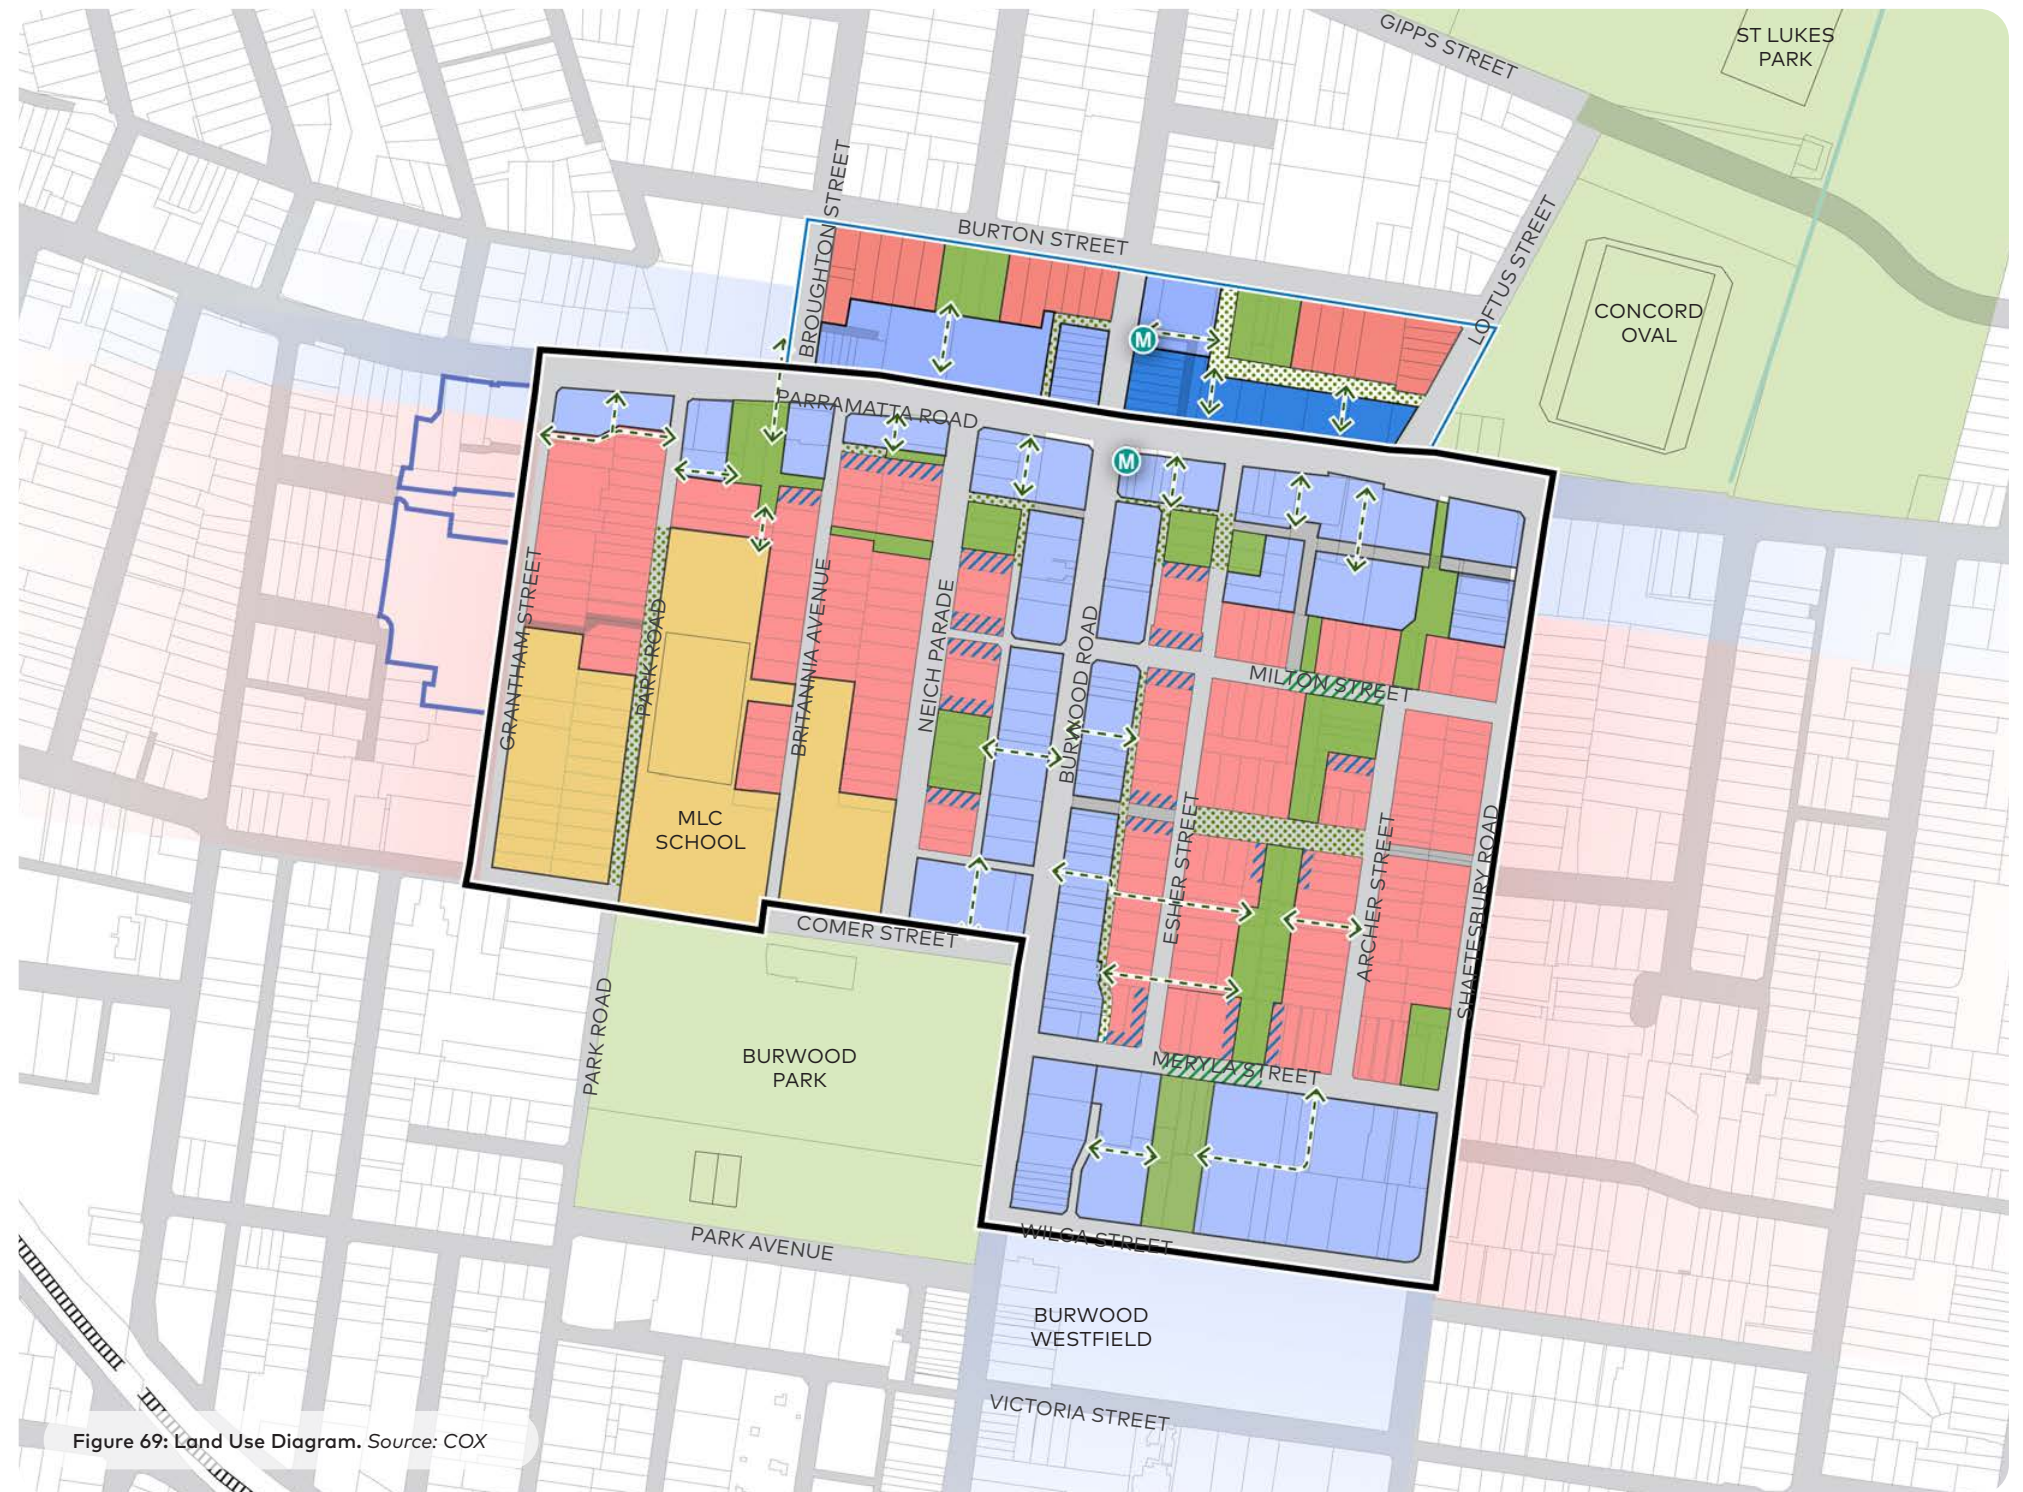 GIPPS STREET
ST LUKES
PARK
BROUGHTON STREET
BURTON STREET
LOFTUS STREET
CONCORD
OVAL
M
PARRAMATTA ROAD
M
GRANTHAM STREET
PARK ROAD
BRITANNIA AVENUE
NEICH PARADE
BURWOOD ROAD
MILTON STREET
MLC
SCHOOL
ESHER STREET
ARCHER STREET
SHAFTESBURY ROAD
COMER STREET
PARK ROAD
BURWOOD
PARK
MERYLA STREET
PARK AVENUE
WILGA STREET
BURWOOD
WESTFIELD
VICTORIA STREET
Figure 69: Land Use Diagram. Source: COX